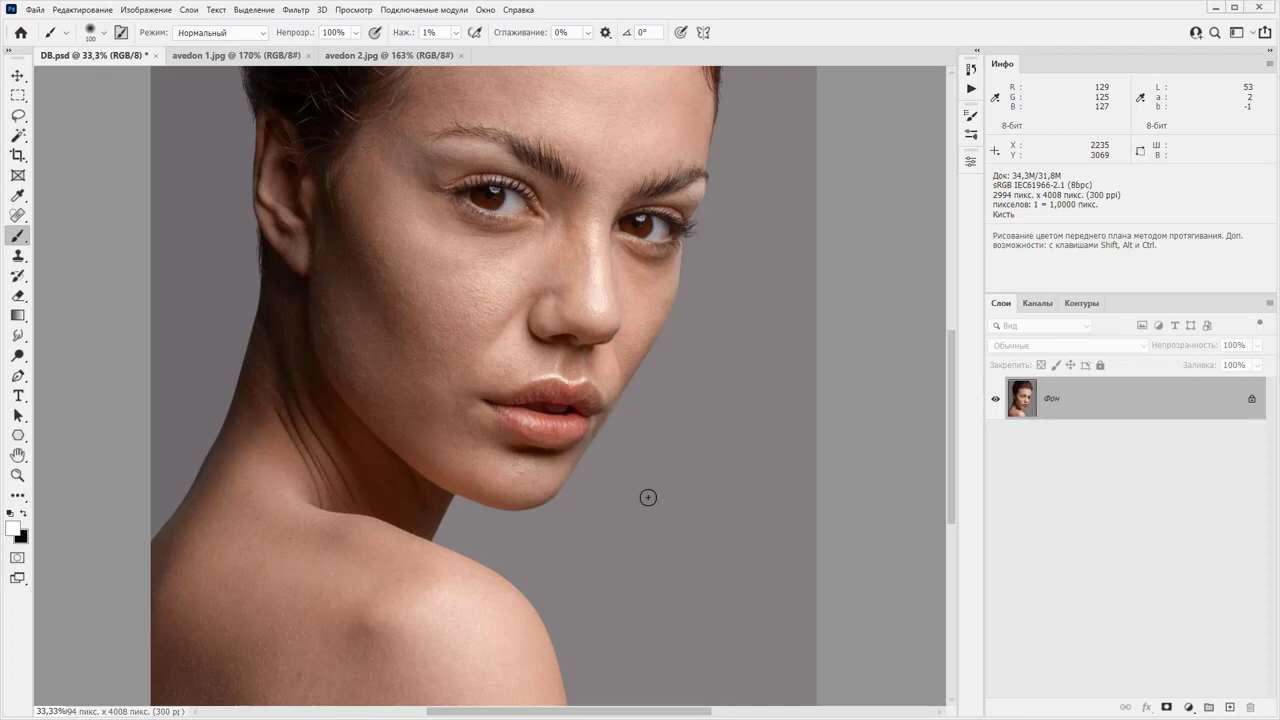 Ps Файл Редактирование Изображение Слои Текст Выделение Фильтр 3D Просмотр Подключаемые модули Окно Справка
100 Режим: Нормальный Непрозр.: 100% Наж.: 1% Сглаживание: 0% 0°
DB.psd @ 33,3% (RGB/8) * × avedon 1.jpg @ 170% (RGB/8#) × avedon 2.jpg @ 163% (RGB/8#) ×
Инфо
R : 129 L : 53
G : 125 a : 2
B : 127 b : -1
8-бит 8-бит
X : 2235 Ш :
Y : 3069 В :
Док: 34,3M/31,8M
sRGB IEC61966-2.1 (8bpc)
2994 пикс. x 4008 пикс. (300 ppi)
пикселов: 1 = 1,0000 пикс.
Кисть
Рисование цветом переднего плана методом протягивания. Доп.
возможности: с клавишами Shift, Alt и Ctrl.
Слои Каналы Контуры
Вид
Обычные Непрозрачность: 100%
Закрепить: Заливка: 100%
Фон
33,33% 94 пикс. x 4008 пикс. (300 pp